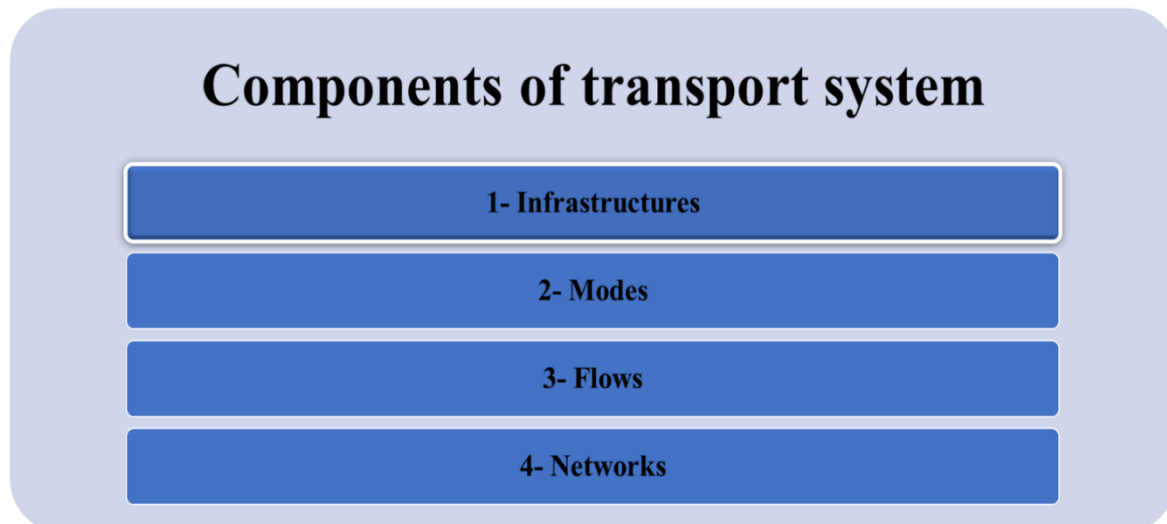 Components of transport system
1- Infrastructures
2- Modes
3- Flows
4- Networks